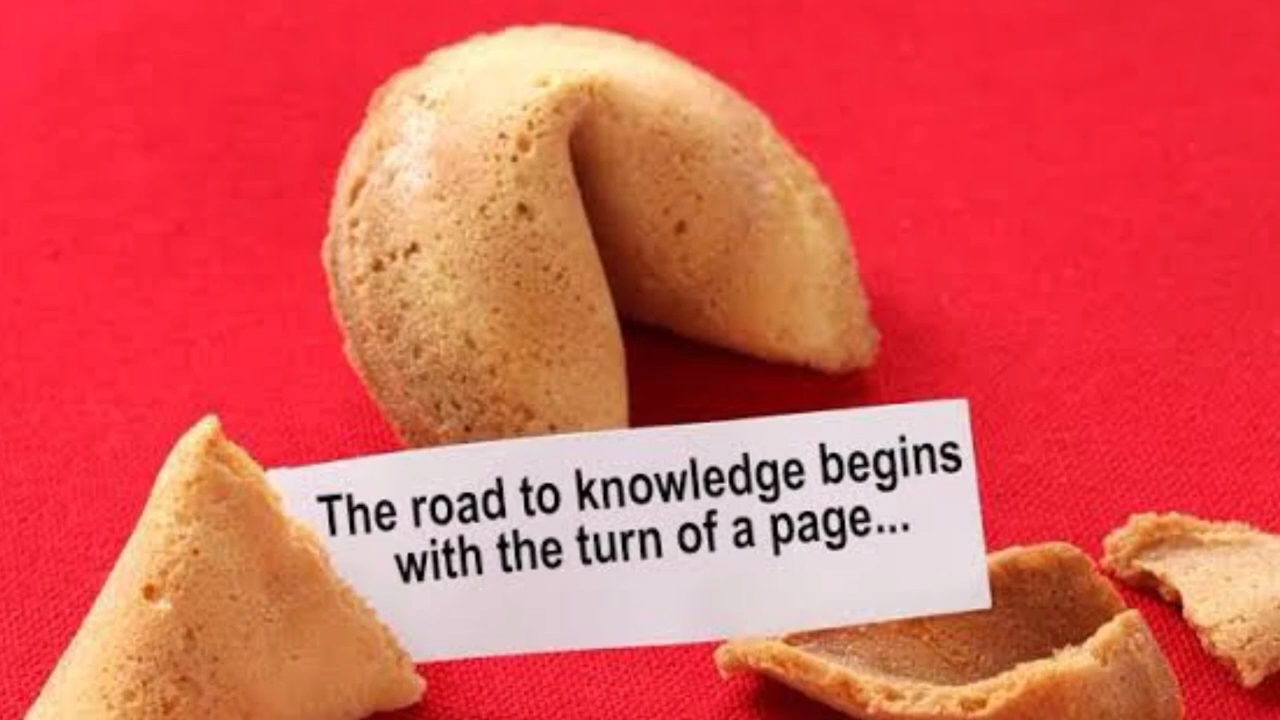 The road to knowledge begins
with the turn of a page...